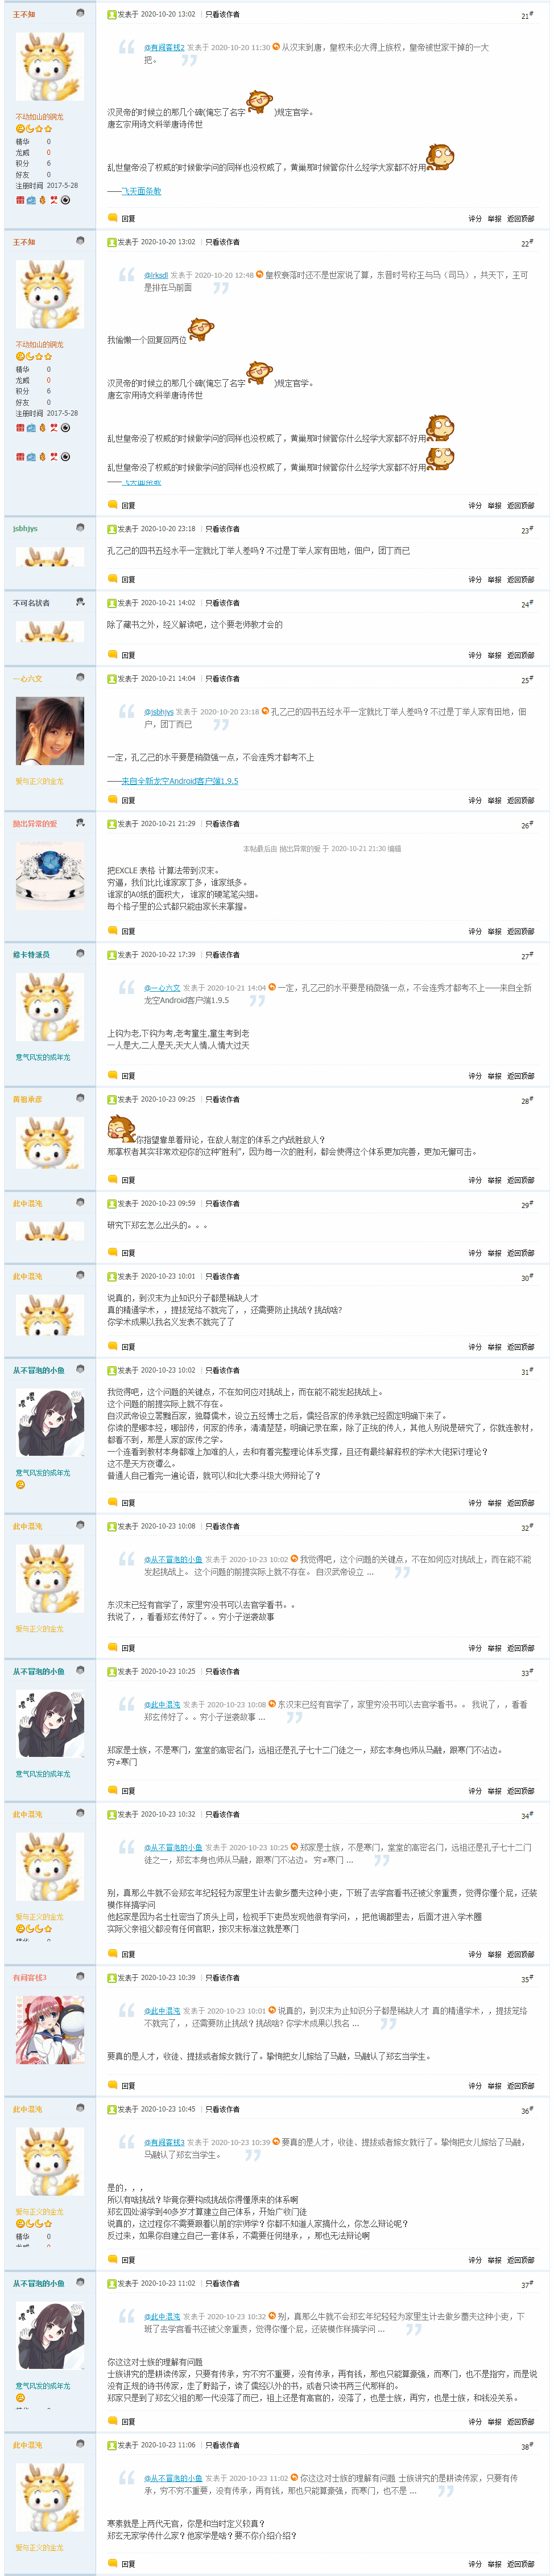 王不知
发表于 2020-10-20 13:02 | 只看该作者
21#
@有间客栈2 发表于 2020-10-20 11:30 从汉末到唐，皇权未必大得上族权，皇帝被世家干掉的一大
把。
不动如山的钢龙
精华 0
龙威 0
积分 6
好友 0
注册时间 2017-5-28
汉灵帝的时候立的那几个碑(俺忘了名字)规定官学。
唐玄宗用诗文科举唐诗传世
乱世皇帝没了权威的时候做学问的同样也没权威了，黄巢那时候管你什么经学大家都不好用
——飞天面条教
回复
评分 举报 返回顶部
王不知
发表于 2020-10-20 13:02 | 只看该作者
22#
@lrksdl 发表于 2020-10-20 12:48 皇权衰落时还不是世家说了算，东晋时号称王与马（司马），共天下，王可
是排在马前面
不动如山的钢龙
精华 0
龙威 0
积分 6
好友 0
注册时间 2017-5-28
我偷懒一个回复回两位
汉灵帝的时候立的那几个碑(俺忘了名字)规定官学。
唐玄宗用诗文科举唐诗传世
乱世皇帝没了权威的时候做学问的同样也没权威了，黄巢那时候管你什么经学大家都不好用
乱世皇帝没了权威的时候做学问的同样也没权威了，黄巢那时候管你什么经学大家都不好用
——飞天面条教
回复
评分 举报 返回顶部
jsbhjys
发表于 2020-10-20 23:18 | 只看该作者
23#
孔乙己的四书五经水平一定就比丁举人差吗？不过是丁举人家有田地，佃户，团丁而已
回复
评分 举报 返回顶部
不可名状者
发表于 2020-10-21 14:02 | 只看该作者
24#
除了藏书之外，经义解读吧，这个要老师教才会的
回复
评分 举报 返回顶部
一心六文
发表于 2020-10-21 14:04 | 只看该作者
25#
@jsbhjys 发表于 2020-10-20 23:18 孔乙己的四书五经水平一定就比丁举人差吗？不过是丁举人家有田地，佃
户，团丁而已
爱与正义的金龙
一定，孔乙己的水平要是稍微强一点，不会连秀才都考不上
——来自全新龙空Android客户端1.9.5
回复
评分 举报 返回顶部
抛出异常的爱
发表于 2020-10-21 21:29 | 只看该作者
26#
本帖最后由 抛出异常的爱 于 2020-10-21 21:30 编辑
把EXCLE 表格 计算法带到汉末。
穷逼，我们比比谁家家丁多，谁家纸多。
谁家的A0纸的面积大， 谁家的硬笔笔尖细。
每个格子里的公式都只能由家长来掌握。
回复
评分 举报 返回顶部
维卡特派员
发表于 2020-10-22 17:39 | 只看该作者
27#
@一心六文 发表于 2020-10-21 14:04 一定，孔乙己的水平要是稍微强一点，不会连秀才都考不上——来自全新
龙空Android客户端1.9.5
意气风发的成年龙
上钩为老,下钩为考,老考童生,童生考到老
一人是大,二人是天,天大人情,人情大过天
回复
评分 举报 返回顶部
黄祖承彦
发表于 2020-10-23 09:25 | 只看该作者
28#
你指望靠单着辩论，在敌人制定的体系之内战胜敌人？
那掌权者其实非常欢迎你的这种“胜利”，因为每一次的胜利，都会使得这个体系更加完善，更加无懈可击。
回复
评分 举报 返回顶部
此中混沌
发表于 2020-10-23 09:59 | 只看该作者
29#
研究下郑玄怎么出头的。。。
回复
评分 举报 返回顶部
此中混沌
发表于 2020-10-23 10:01 | 只看该作者
30#
说真的，到汉末为止知识分子都是稀缺人才
真的精通学术，，提拔笼络不就完了，，还需要防止挑战？挑战啥？
你学术成果以我名义发表不就完了了
回复
评分 举报 返回顶部
从不冒泡的小鱼
发表于 2020-10-23 10:02 | 只看该作者
31#
意气风发的成年龙
我觉得吧，这个问题的关键点，不在如何应对挑战上，而在能不能发起挑战上。
这个问题的前提实际上就不存在。
自汉武帝设立罢黜百家，独尊儒术，设立五经博士之后，儒经各家的传承就已经固定明确下来了。
你读的是哪本经，哪部传，何家的传承，清清楚楚，明确记录在案，除了正统的传人，其他人别说是研究了，你就连教材，
都看不到，那是人家的家传之学。
一个连看到教材本身都难上加难的人，去和有看完整理论体系支撑，且还有最终解释权的学术大佬探讨理论？
这不是天方夜谭么。
普通人自己看完一遍论语，就可以和北大泰斗级大师辩论了？
回复
评分 举报 返回顶部
此中混沌
发表于 2020-10-23 10:08 | 只看该作者
32#
@从不冒泡的小鱼 发表于 2020-10-23 10:02 我觉得吧，这个问题的关键点，不在如何应对挑战上，而在能不能
发起挑战上。 这个问题的前提实际上就不存在。 自汉武帝设立 ...
爱与正义的金龙
东汉末已经有官学了，家里穷没书可以去官学看书。。
我说了，，看看郑玄传好了。。穷小子逆袭故事
回复
评分 举报 返回顶部
从不冒泡的小鱼
发表于 2020-10-23 10:25 | 只看该作者
33#
@此中混沌 发表于 2020-10-23 10:08 东汉末已经有官学了，家里穷没书可以去官学看书。。 我说了，，看看
郑玄传好了。。穷小子逆袭故事 ...
意气风发的成年龙
郑家是士族，不是寒门，堂堂的高密名门，远祖还是孔子七十二门徒之一，郑玄本身也师从马融，跟寒门不沾边。
穷≠寒门
回复
评分 举报 返回顶部
此中混沌
发表于 2020-10-23 10:32 | 只看该作者
34#
@从不冒泡的小鱼 发表于 2020-10-23 10:25 郑家是士族，不是寒门，堂堂的高密名门，远祖还是孔子七十二门
徒之一，郑玄本身也师从马融，跟寒门不沾边。 穷≠寒门 ...
爱与正义的金龙
别，真那么牛就不会郑玄年纪轻轻为家里生计去做乡蔷夫这种小吏，下班了去学宫看书还被父亲重责，觉得你懂个屁，还装
模作样搞学问
他起家是因为名士杜密当了顶头上司，检视手下吏员发现他很有学问，，把他调郡里去，后面才进入学术圈
实际父亲祖父都没有任何官职，按汉末标准这就是寒门
回复
评分 举报 返回顶部
有间客栈3
发表于 2020-10-23 10:39 | 只看该作者
35#
@此中混沌 发表于 2020-10-23 10:01 说真的，到汉末为止知识分子都是稀缺人才 真的精通学术，，提拔笼络
不就完了，，还需要防止挑战？挑战啥？ 你学术成果以我名 ...
要真的是人才，收徒、提拔或者嫁女就行了。挚恂把女儿嫁给了马融，马融认了郑玄当学生。
回复
评分 举报 返回顶部
此中混沌
发表于 2020-10-23 10:45 | 只看该作者
36#
@有间客栈3 发表于 2020-10-23 10:39 要真的是人才，收徒、提拔或者嫁女就行了。挚恂把女儿嫁给了马融，
马融认了郑玄当学生。
爱与正义的金龙
精华 0
是的，，，
所以有啥挑战？毕竟你要构成挑战你得懂原来的体系啊
郑玄四处游学到40多岁才算建立自己体系，开始广收门徒
说真的，这过程你不需要跟着以前的宗师学？你都不知道人家搞什么，你怎么辩论呢？
反过来，如果你自建立自己一套体系，不需要任何继承，，那也无法辩论啊
回复
评分 举报 返回顶部
从不冒泡的小鱼
发表于 2020-10-23 11:02 | 只看该作者
37#
@此中混沌 发表于 2020-10-23 10:32 别，真那么牛就不会郑玄年纪轻轻为家里生计去做乡蔷夫这种小吏，下
班了去学宫看书还被父亲重责，觉得你懂个屁，还装模作样搞学问 ...
意气风发的成年龙
你这这对士族的理解有问题
士族讲究的是耕读传家，只要有传承，穷不穷不重要，没有传承，再有钱，那也只能算豪强，而寒门，也不是指穷，而是说
没有正规的诗书传家，走了野路子，读了儒经以外的书，或者只读书两三代那样的。
郑家只是到了郑玄父祖的那一代没落了而已，祖上还是有高官的，没落了，也是士族，再穷，也是士族，和钱没关系。
回复
评分 举报 返回顶部
此中混沌
发表于 2020-10-23 11:06 | 只看该作者
38#
@从不冒泡的小鱼 发表于 2020-10-23 11:02 你这这对士族的理解有问题 士族讲究的是耕读传家，只要有传
承，穷不穷不重要，没有传承，再有钱，那也只能算豪强，而寒门，也不是 ...
爱与正义的金龙
寒素就是上两代无官，你是和当时定义较真？
郑玄无家学传什么家？他家学是啥？要不你介绍介绍？
回复
评分 举报 返回顶部